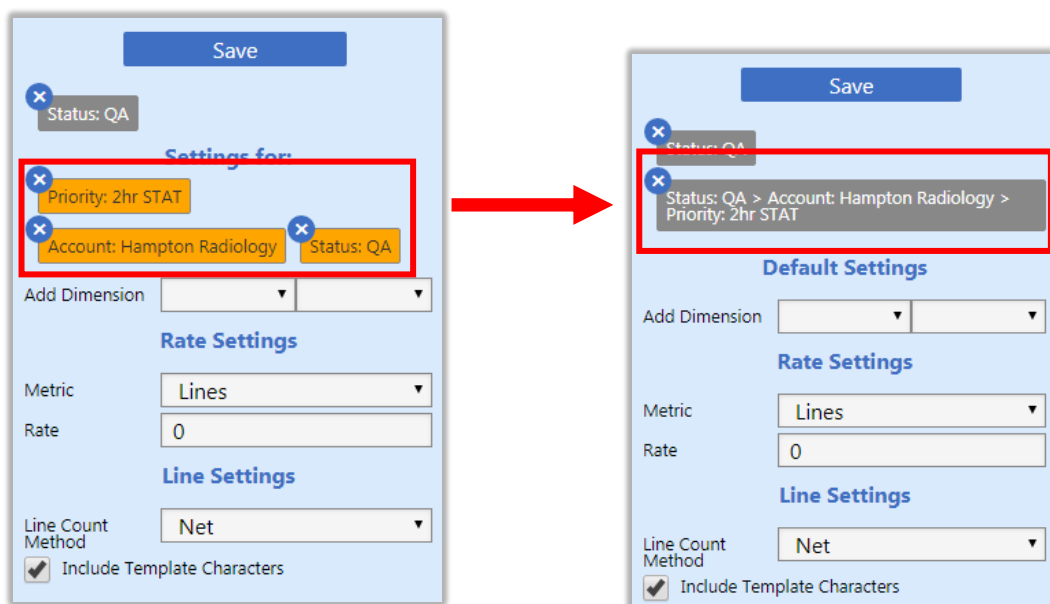 Save
Status: QA
Settings for:
Priority: 2hr STAT
Account: Hampton Radiology
Status: QA
Add Dimension
Rate Settings
Metric
Lines
Rate
0
Line Settings
Line Count
Method
Net
Include Template Characters
Save
Status: QA
Status: QA > Account: Hampton Radiology >
Priority: 2hr STAT
Default Settings
Add Dimension
Rate Settings
Metric
Lines
Rate
0
Line Settings
Line Count
Method
Net
Include Template Characters